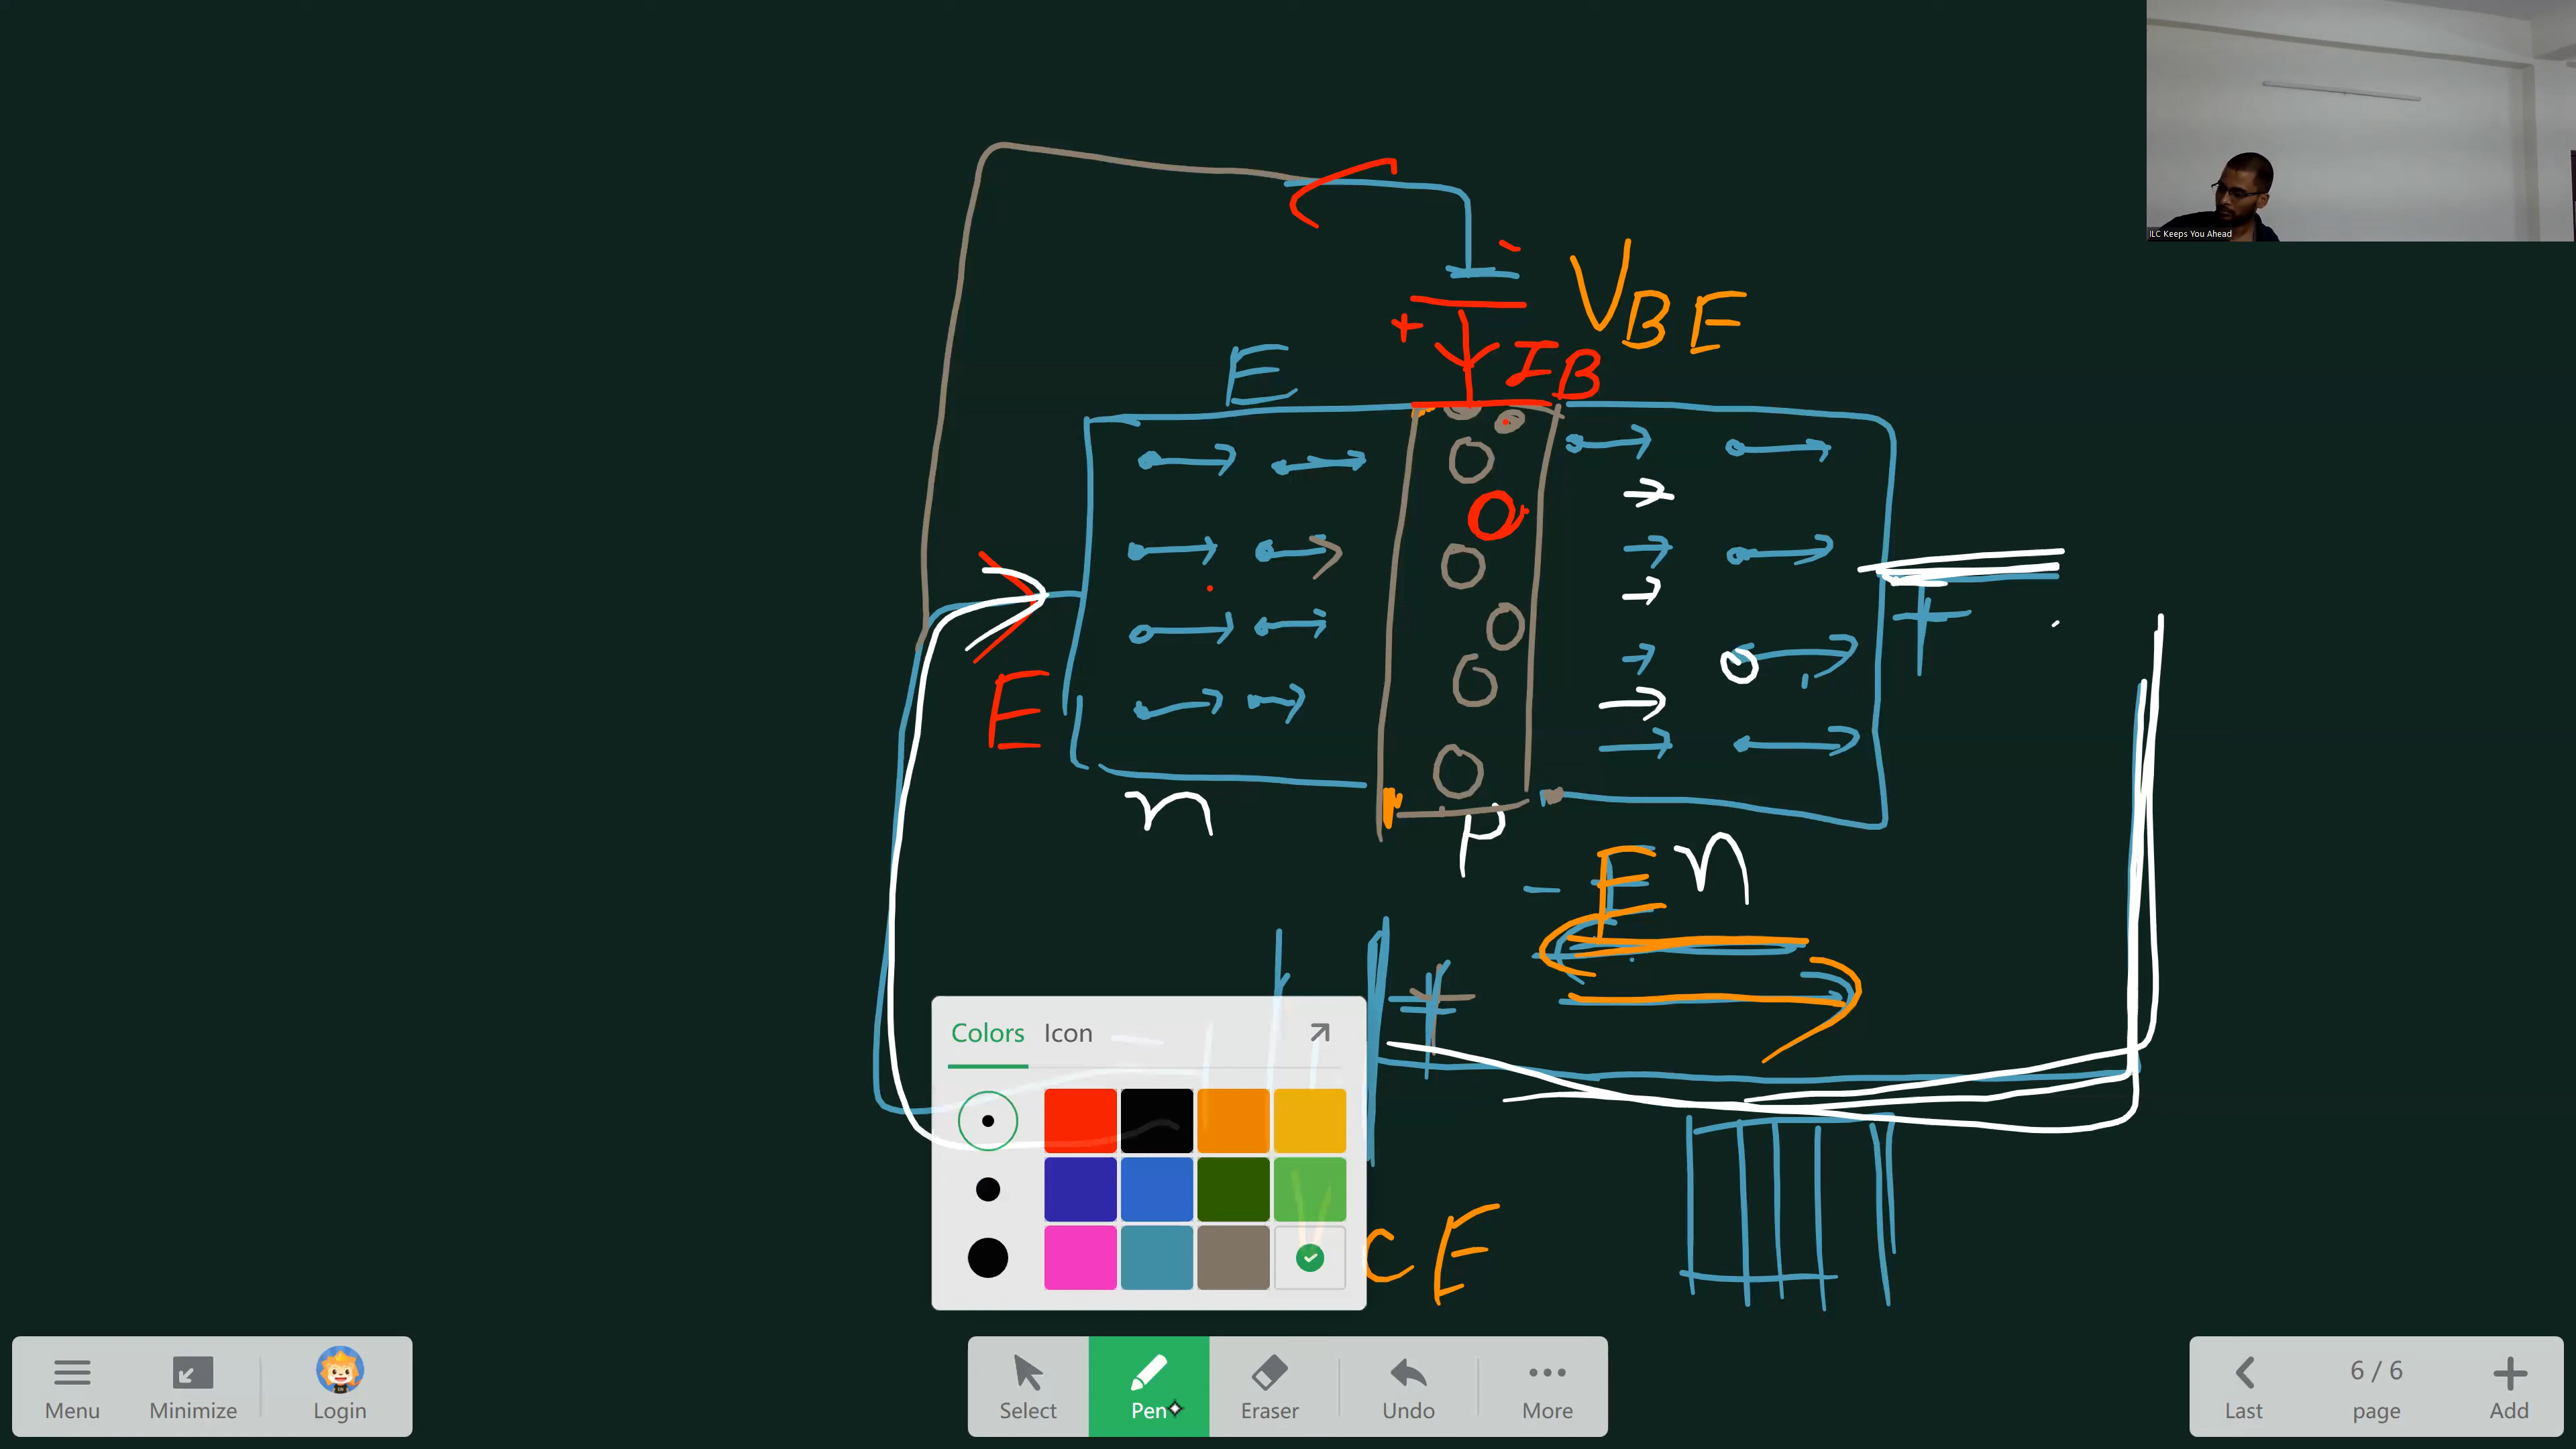 ILC Keeps You Ahead
-
VBE
+
IB
E
+
E
n
p
n
- E
+
Colors Icon
CE
Menu Minimize Login
Select Pen Eraser Undo More
Last 6 / 6 page Add